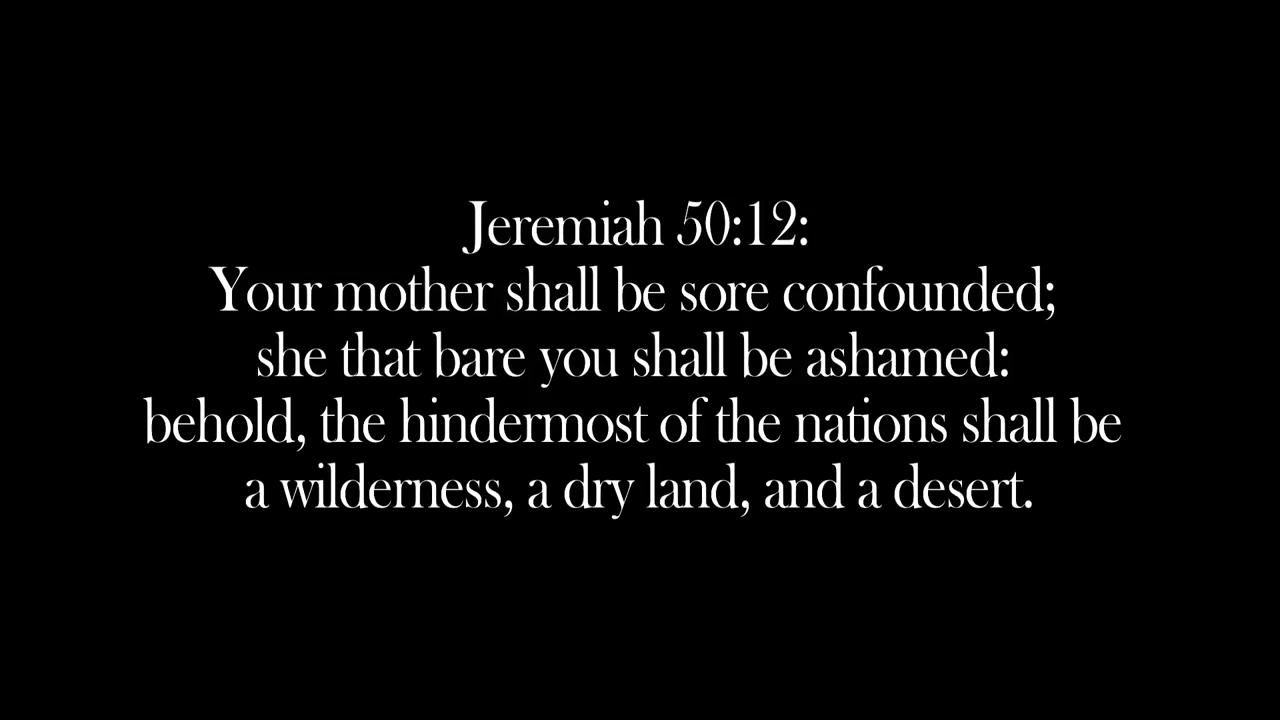 Jeremiah 50:12:
Your mother shall be sore confounded;
she that bare you shall be ashamed:
behold, the hindermost of the nations shall be
a wilderness, a dry land, and a desert.